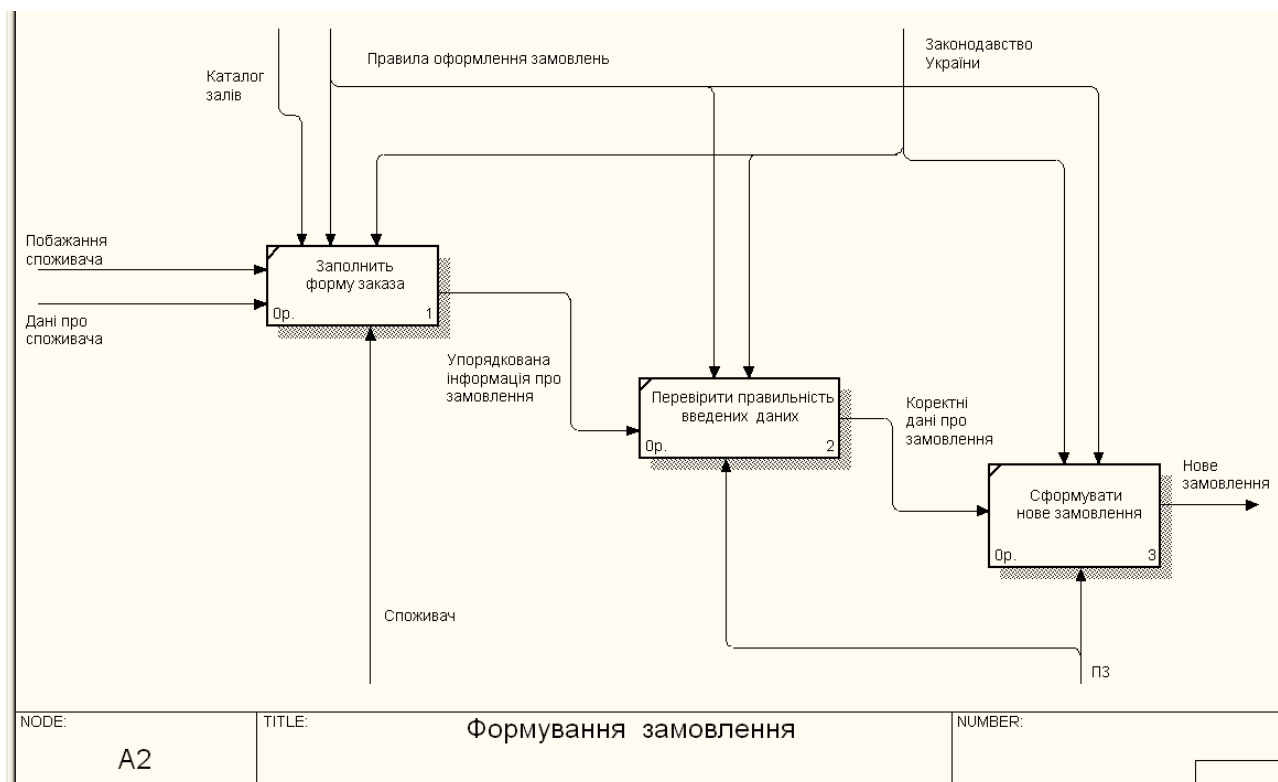 Правила оформлення замовлень
Законодавство
України
Каталог
залів
Побажання
споживача
Дані про
споживача
Заполнить
форму заказа
0р.
1
Упорядкована
інформація про
замовлення
Перевірити правильність
введених даних
0р.
2
Коректні
дані про
замовлення
Сформувати
нове замовлення
0р.
3
Нове
замовлення
Споживач
ПЗ
NODE:
A2
TITLE:
Формування замовлення
NUMBER: